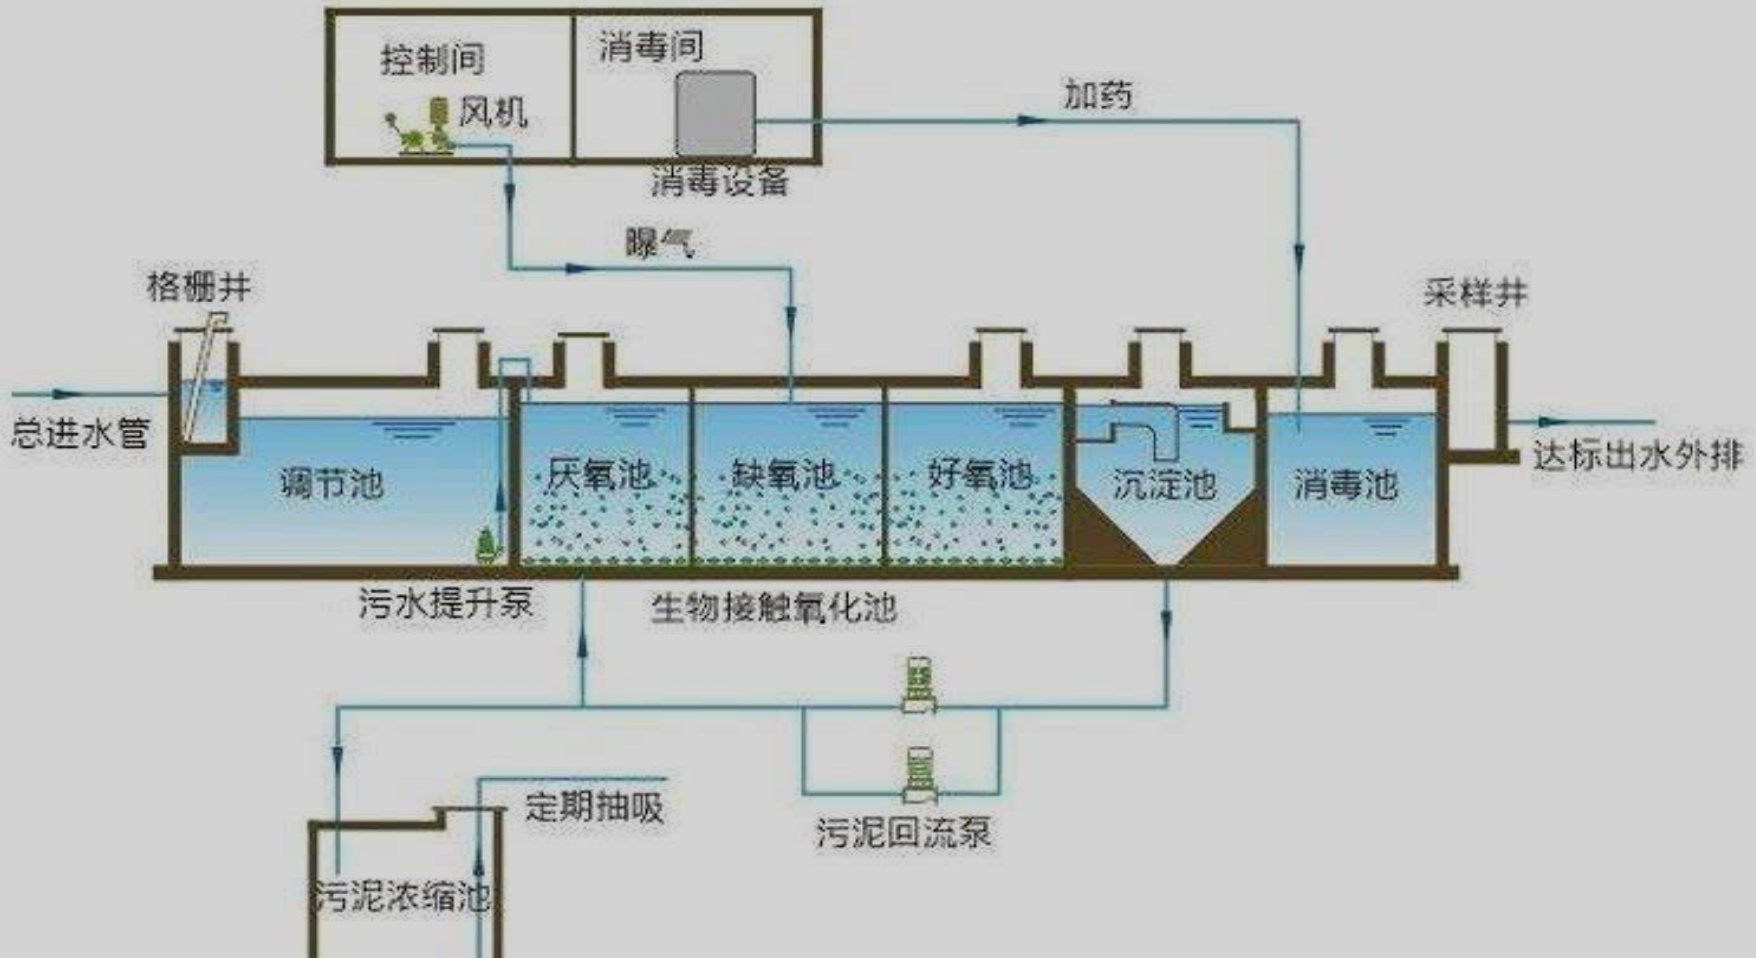 控制间
消毒间
风机
加药
消毒设备
曝气
格栅井
采样井
总进水管
达标出水外排
调节池
厌氧池
缺氧池
好氧池
沉淀池
消毒池
污水提升泵
生物接触氧化池
定期抽吸
污泥回流泵
污泥浓缩池